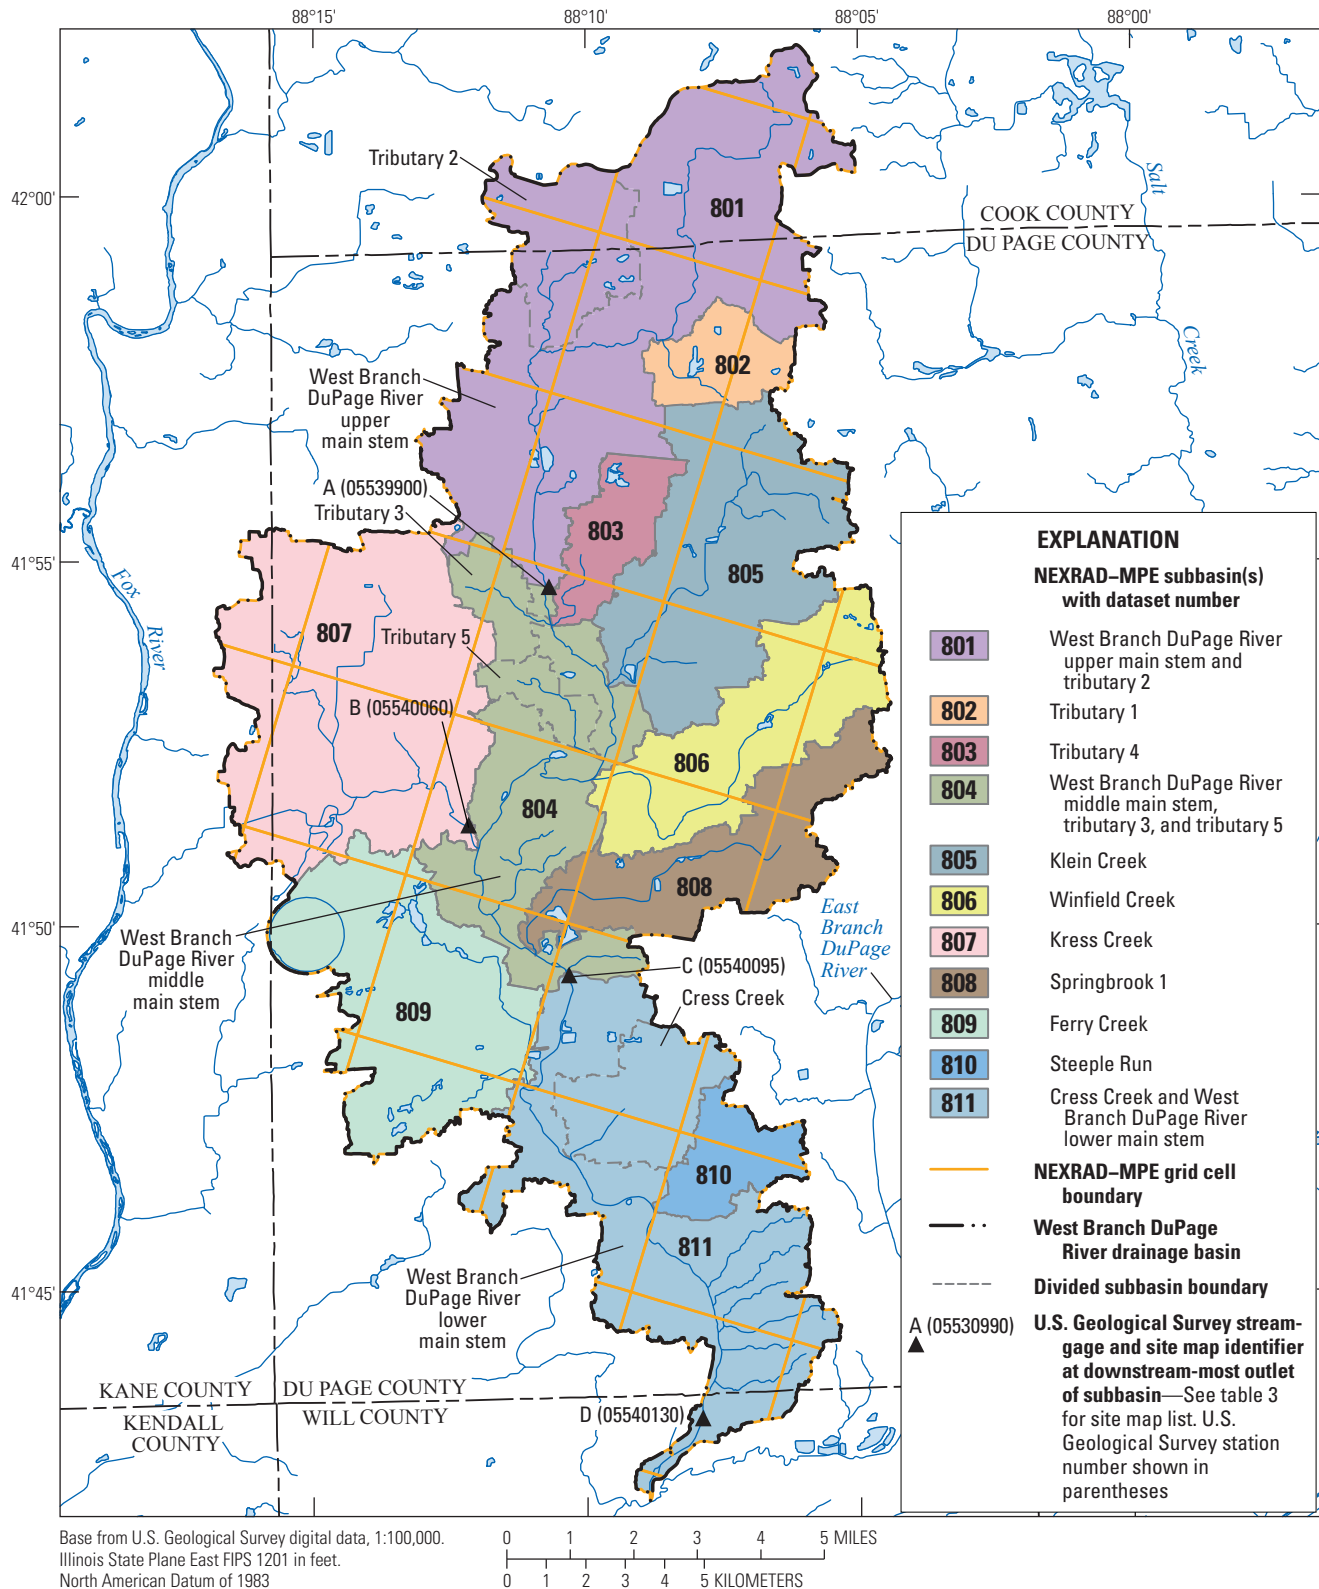 88°15'
88°10'
88°05'
88°00'
42°00'
41°55'
41°50'
41°45'
Tributary 2
801
Salt
Creek
COOK COUNTY
DU PAGE COUNTY
802
West Branch
DuPage River
upper
main stem
A (05539900)
Tributary 3
803
805
Fox
River
807
Tributary 5
B (05540060)
806
804
808
East
Branch
DuPage
River
West Branch
DuPage River
middle
main stem
C (05540095)
Cress Creek
809
810
811
West Branch
DuPage River
lower
main stem
KANE COUNTY
DU PAGE COUNTY
KENDALL
COUNTY
WILL COUNTY
D (05540130)
EXPLANATION
NEXRAD–MPE subbasin(s)
with dataset number
801 West Branch DuPage River
upper main stem and
tributary 2
802 Tributary 1
803 Tributary 4
804 West Branch DuPage River
middle main stem,
tributary 3, and tributary 5
805 Klein Creek
806 Winfield Creek
807 Kress Creek
808 Springbrook 1
809 Ferry Creek
810 Steeple Run
811 Cress Creek and West
Branch DuPage River
lower main stem
NEXRAD–MPE grid cell
boundary
West Branch DuPage
River drainage basin
Divided subbasin boundary
A (05530990) U.S. Geological Survey stream-
gage and site map identifier
at downstream-most outlet
of subbasin—See table 3
for site map list. U.S.
Geological Survey station
number shown in
parentheses
Base from U.S. Geological Survey digital data, 1:100,000.
Illinois State Plane East FIPS 1201 in feet.
North American Datum of 1983
0 1 2 3 4 5 MILES
0 1 2 3 4 5 KILOMETERS